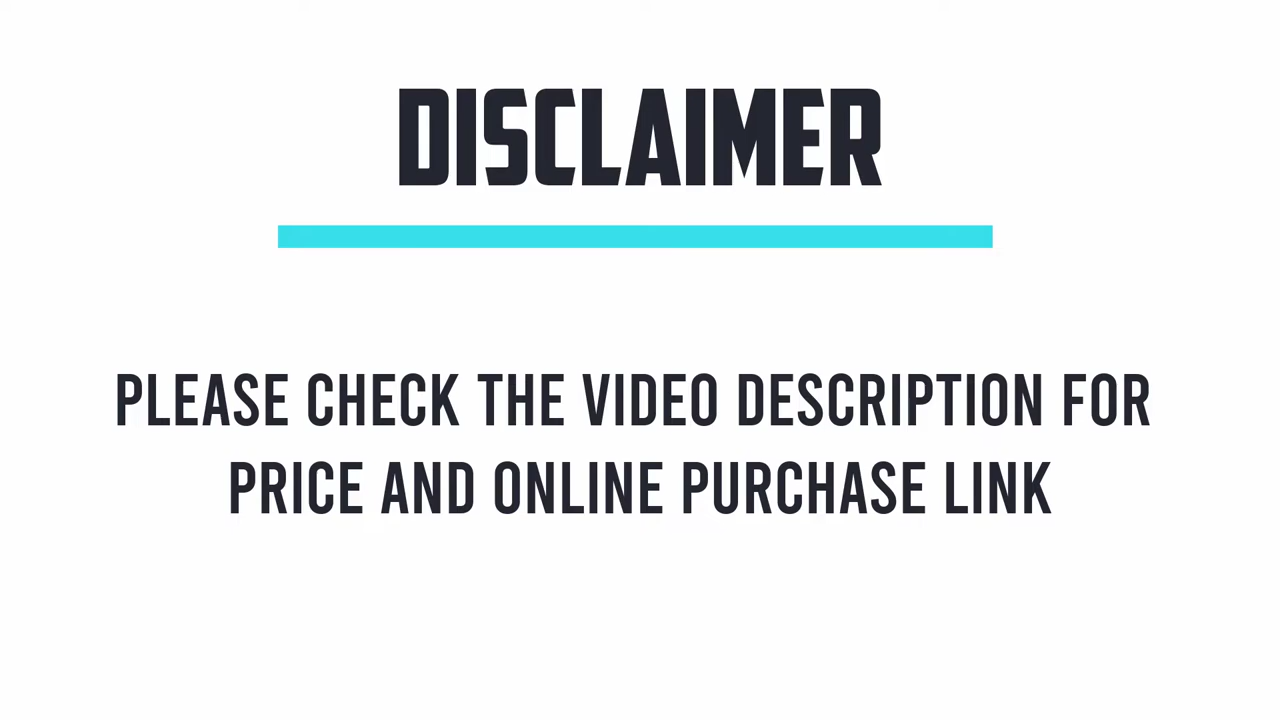 DISCLAIMER
PLEASE CHECK THE VIDEO DESCRIPTION FOR
PRICE AND ONLINE PURCHASE LINK